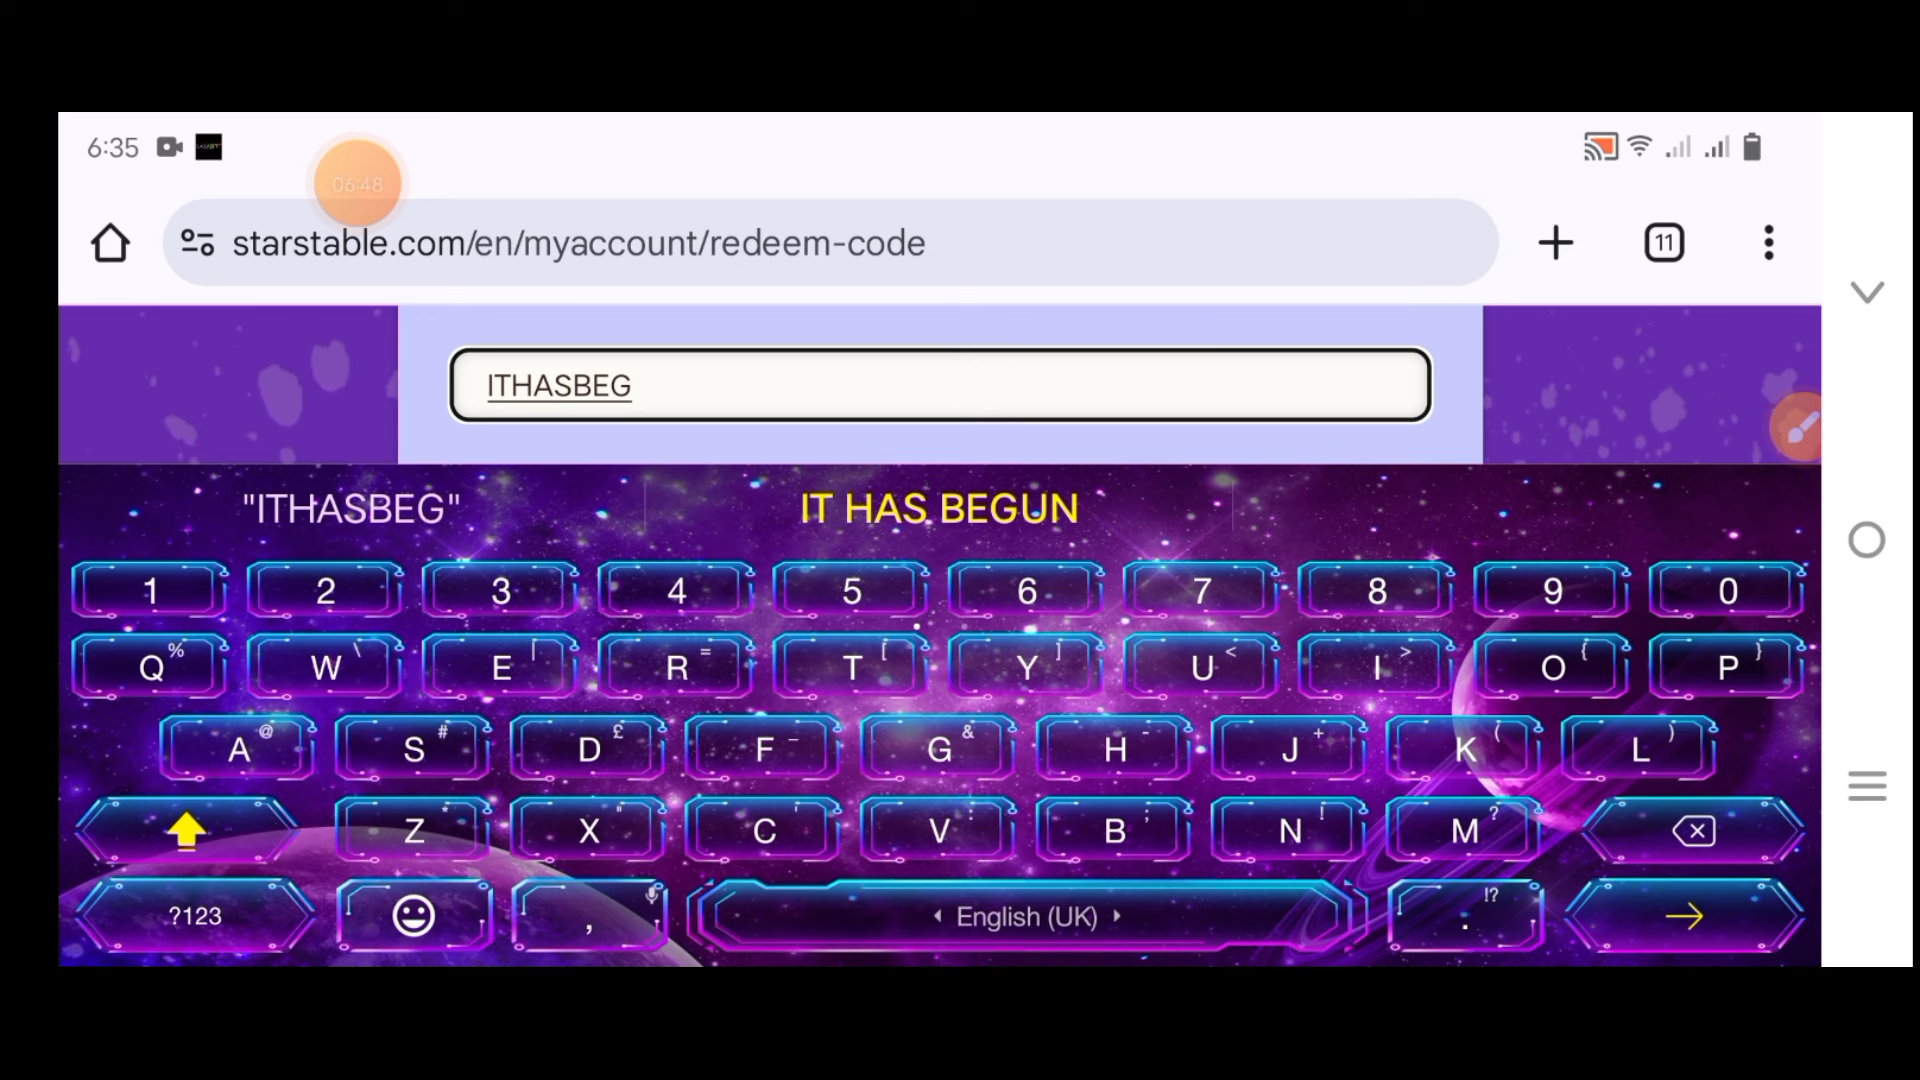 6:35
06:48
starstable.com/en/myaccount/redeem-code
11
ITHASBEG
"ITHASBEG" IT HAS BEGUN
1 2 3 4 5 6 7 8 9 0
Q % W \ E | R = T [ Y ] U < I > O { P }
A @ S # D £ F _ G & H - J + K ( L )
Z * X " C ' V : B ; N ! M ?
?123 , English (UK) . !?